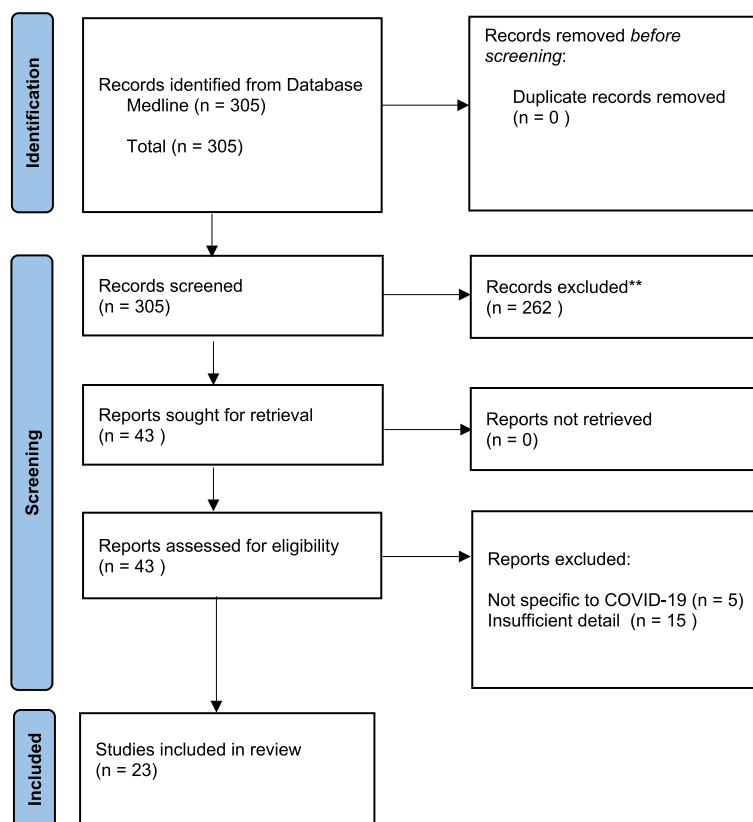 Identification
Records identified from Database
Medline (n = 305)
Total (n = 305)
Records removed before
screening:
Duplicate records removed
(n = 0 )
Screening
Records screened
(n = 305)
Records excluded**
(n = 262 )
Reports sought for retrieval
(n = 43 )
Reports not retrieved
(n = 0)
Reports assessed for eligibility
(n = 43 )
Reports excluded:
Not specific to COVID-19 (n = 5)
Insufficient detail (n = 15 )
Included
Studies included in review
(n = 23)